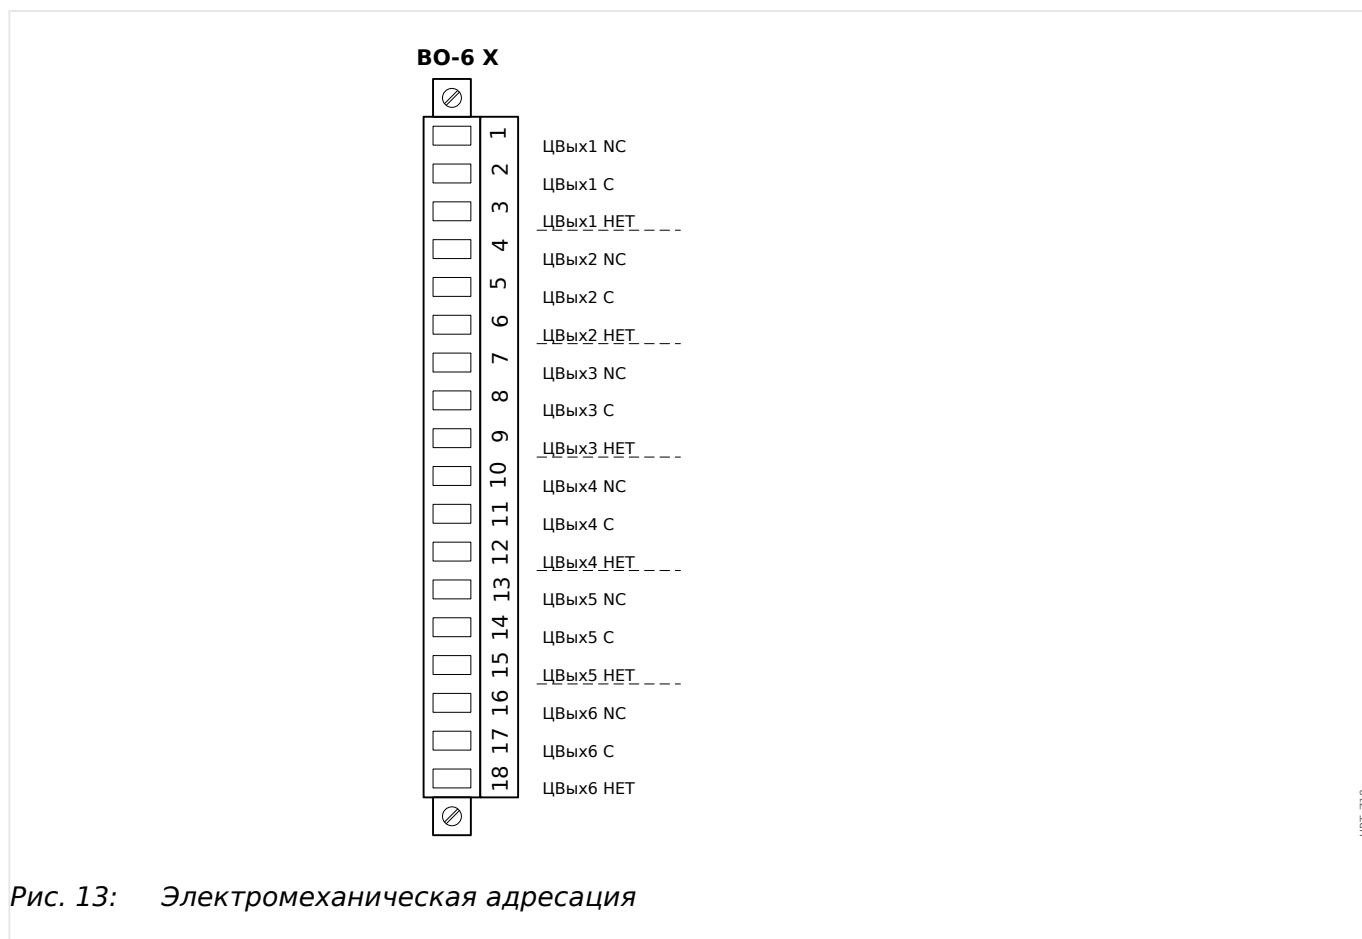 BO-6 X
1 ЦВых1 NC
2 ЦВых1 C
3 ЦВых1 НЕТ
4 ЦВых2 NC
5 ЦВых2 C
6 ЦВых2 НЕТ
7 ЦВых3 NC
8 ЦВых3 C
9 ЦВых3 НЕТ
10 ЦВых4 NC
11 ЦВых4 C
12 ЦВых4 НЕТ
13 ЦВых5 NC
14 ЦВых5 C
15 ЦВых5 НЕТ
16 ЦВых6 NC
17 ЦВых6 C
18 ЦВых6 НЕТ
Рис. 13: Электромеханическая адресация